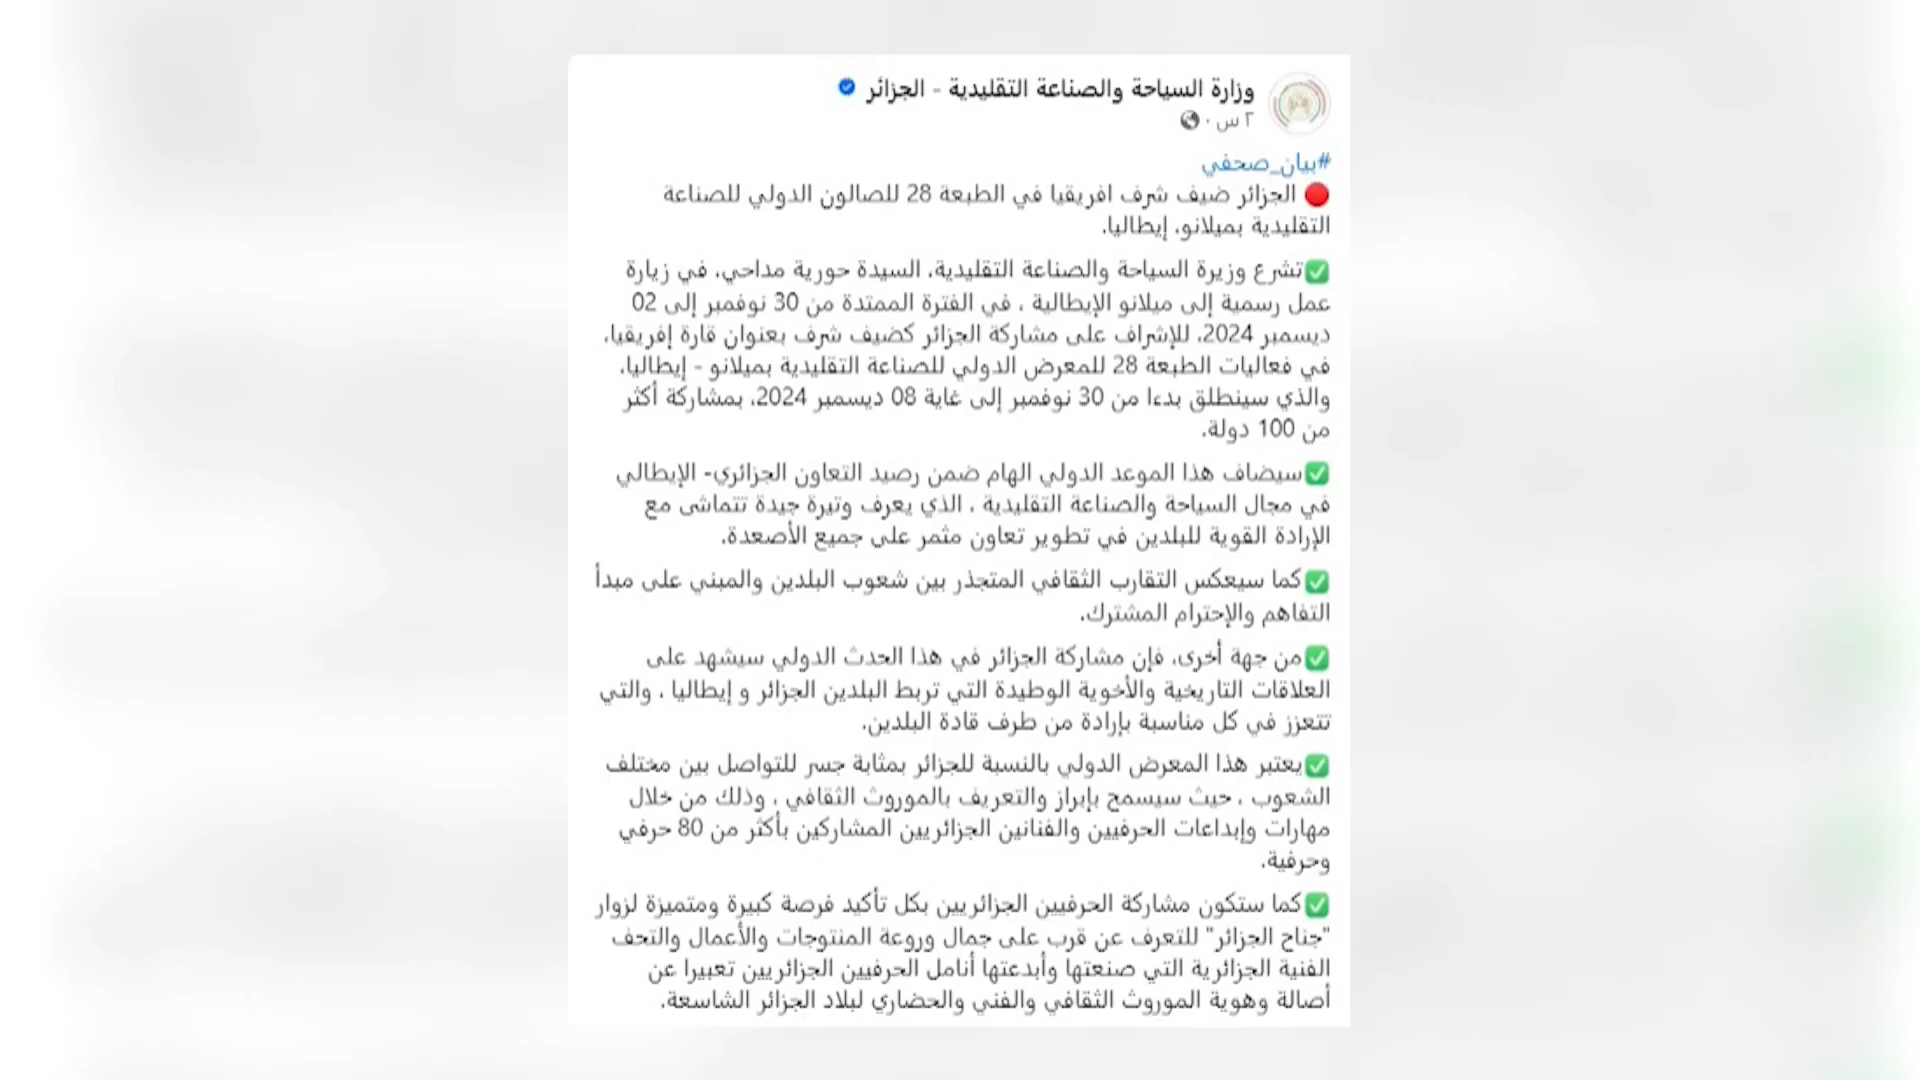 وزارة السياحة والصناعة التقليدية - الجزائر
٢ س ·
#بيان_صحفي
🔴 الجزائر ضيف شرف افريقيا في الطبعة 28 للصالون الدولي للصناعة
التقليدية بميلانو، إيطاليا.
✅تشرع وزيرة السياحة والصناعة التقليدية، السيدة حورية مداحي، في زيارة
عمل رسمية إلى ميلانو الإيطالية ، في الفترة الممتدة من 30 نوفمبر إلى 02
ديسمبر 2024، للإشراف على مشاركة الجزائر كضيف شرف بعنوان قارة إفريقيا،
في فعاليات الطبعة 28 للمعرض الدولي للصناعة التقليدية بميلانو - إيطاليا،
والذي سينطلق بدءا من 30 نوفمبر إلى غاية 08 ديسمبر 2024، بمشاركة أكثر
من 100 دولة.
✅سيضاف هذا الموعد الدولي الهام ضمن رصيد التعاون الجزائري- الإيطالي
في مجال السياحة والصناعة التقليدية ، الذي يعرف وتيرة جيدة تتماشى مع
الإرادة القوية للبلدين في تطوير تعاون مثمر على جميع الأصعدة.
✅كما سيعكس التقارب الثقافي المتجذر بين شعوب البلدين والمبني على مبدأ
التفاهم والإحترام المشترك.
✅من جهة أخرى، فإن مشاركة الجزائر في هذا الحدث الدولي سيشهد على
العلاقات التاريخية والأخوية الوطيدة التي تربط البلدين الجزائر و إيطاليا ، والتي
تتعزز في كل مناسبة بإرادة من طرف قادة البلدين.
✅يعتبر هذا المعرض الدولي بالنسبة للجزائر بمثابة جسر للتواصل بين مختلف
الشعوب ، حيث سيسمح بإبراز والتعريف بالموروث الثقافي ، وذلك من خلال
مهارات وإبداعات الحرفيين والفنانين الجزائريين المشاركين بأكثر من 80 حرفي
وحرفية.
✅كما ستكون مشاركة الحرفيين الجزائريين بكل تأكيد فرصة كبيرة ومتميزة لزوار
"جناح الجزائر" للتعرف عن قرب على جمال وروعة المنتوجات والأعمال والتحف
الفنية الجزائرية التي صنعتها وأبدعتها أنامل الحرفيين الجزائريين تعبيرا عن
أصالة وهوية الموروث الثقافي والفني والحضاري لبلاد الجزائر الشاسعة.